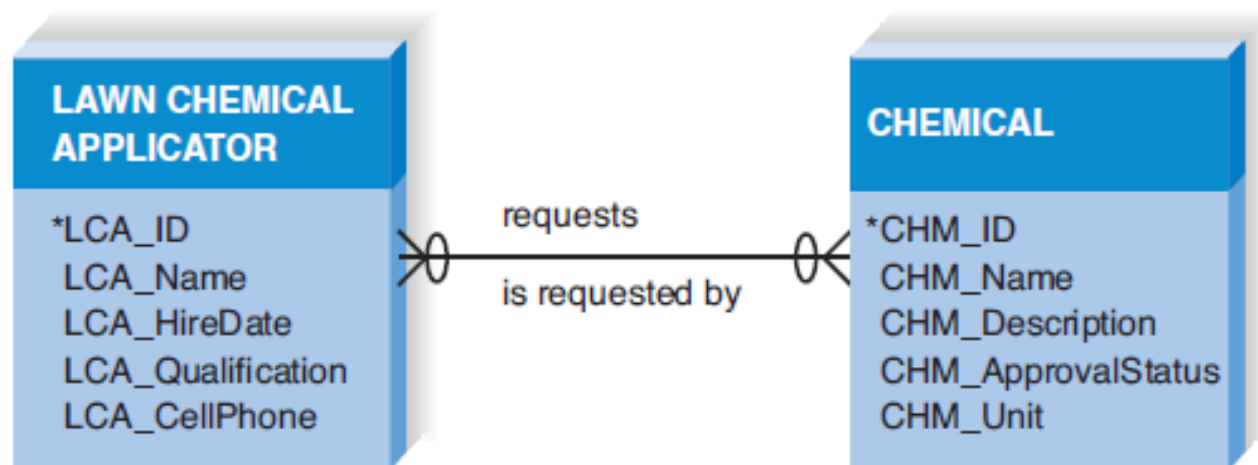 LAWN CHEMICAL
APPLICATOR
*LCA_ID
LCA_Name
LCA_HireDate
LCA_Qualification
LCA_CellPhone
requests
is requested by
CHEMICAL
*CHM_ID
CHM_Name
CHM_Description
CHM_ApprovalStatus
CHM_Unit